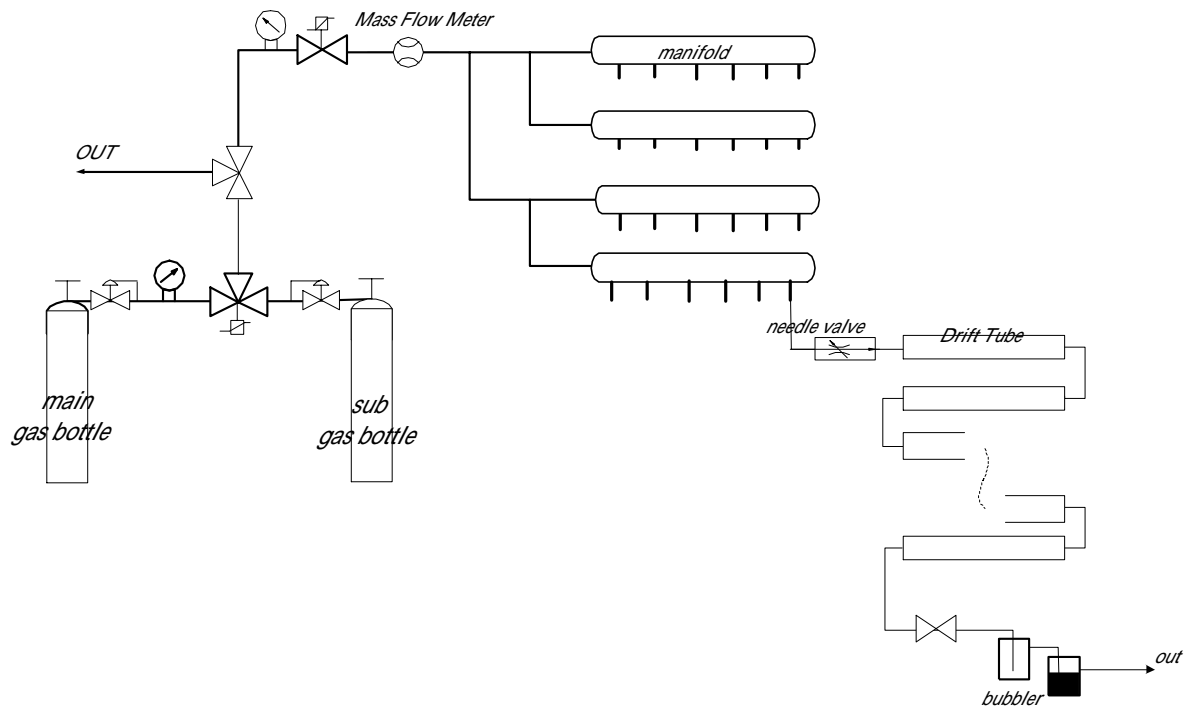 Mass Flow Meter
manifold
OUT
needle valve
Drift Tube
main
gas bottle
sub
gas bottle
out
bubbler